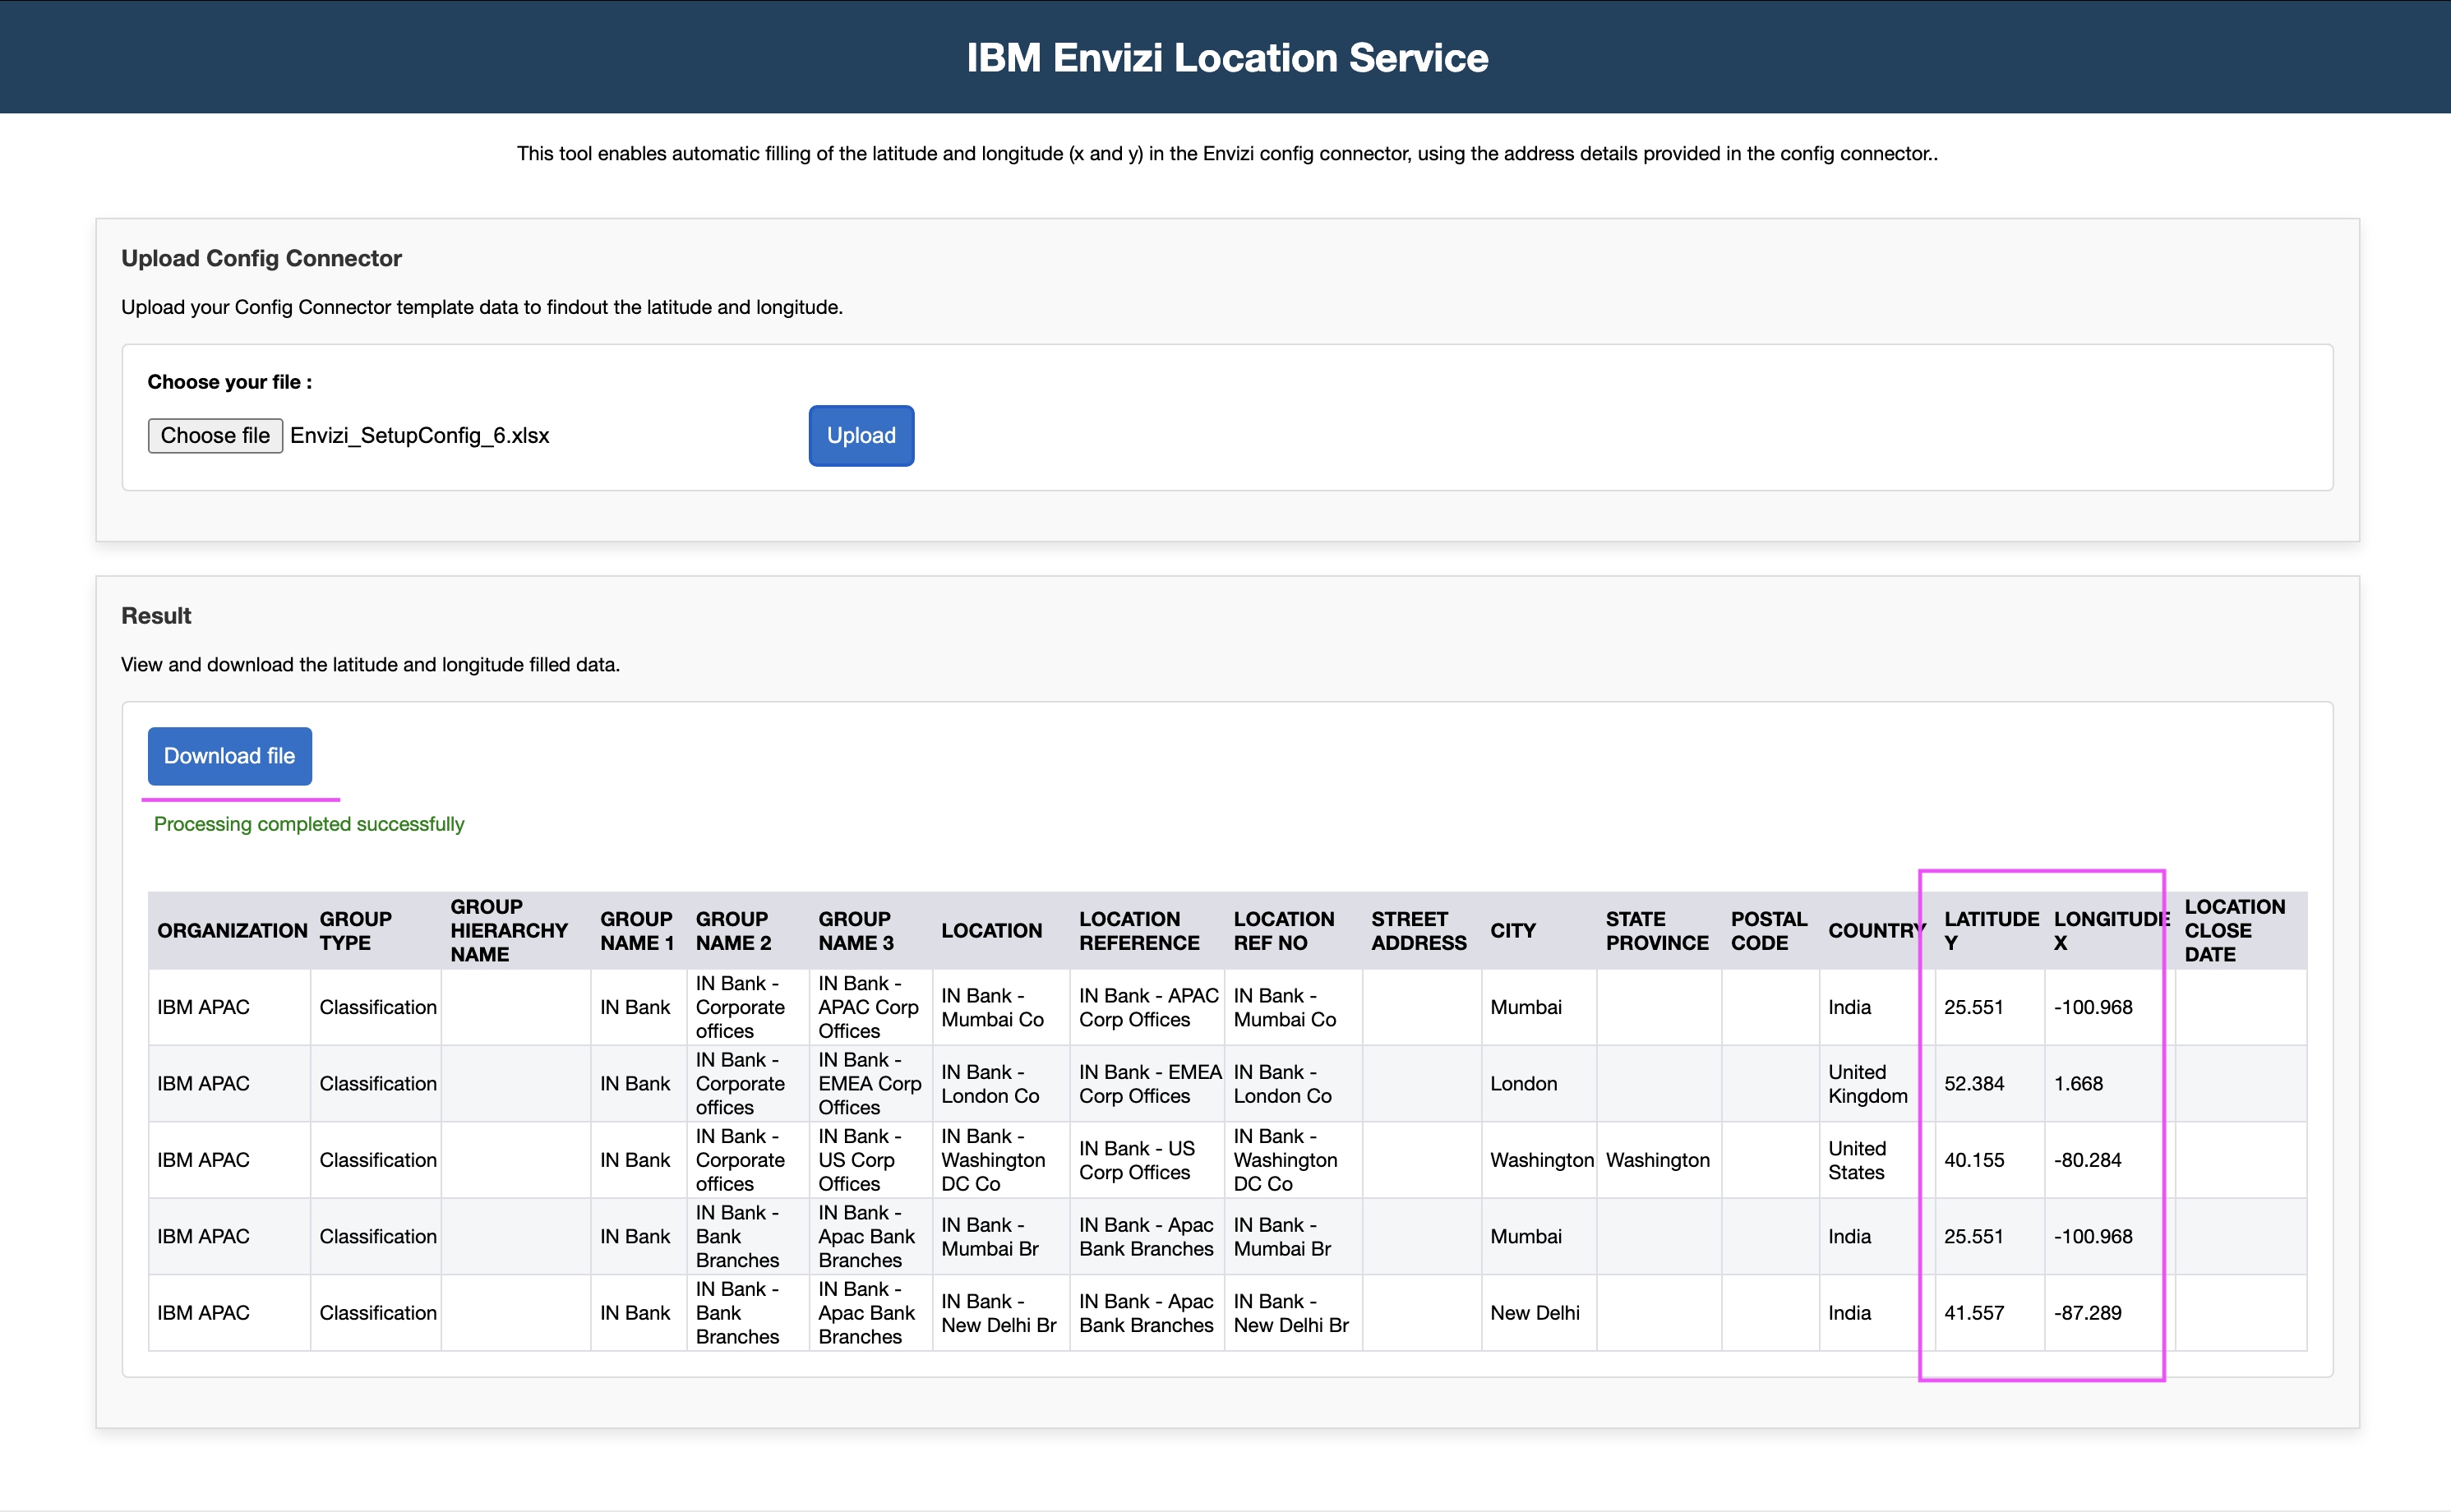 IBM Envizi Location Service
This tool enables automatic filling of the latitude and longitude (x and y) in the Envizi config connector, using the address details provided in the config connector..
Upload Config Connector
Upload your Config Connector template data to findout the latitude and longitude.
Choose your file :
Choose file Envizi_SetupConfig_6.xlsx Upload
Result
View and download the latitude and longitude filled data.
Download file
Processing completed successfully
ORGANIZATION GROUP TYPE GROUP HIERARCHY NAME GROUP NAME 1 GROUP NAME 2 GROUP NAME 3 LOCATION LOCATION REFERENCE LOCATION REF NO STREET ADDRESS CITY STATE PROVINCE POSTAL CODE COUNTRY LATITUDE Y LONGITUDE X LOCATION CLOSE DATE
IBM APAC Classification IN Bank IN Bank - Corporate offices IN Bank - APAC Corp Offices IN Bank - Mumbai Co IN Bank - APAC Corp Offices IN Bank - Mumbai Co Mumbai India 25.551 -100.968
IBM APAC Classification IN Bank IN Bank - Corporate offices IN Bank - EMEA Corp Offices IN Bank - London Co IN Bank - EMEA Corp Offices IN Bank - London Co London United Kingdom 52.384 1.668
IBM APAC Classification IN Bank IN Bank - Corporate offices IN Bank - US Corp Offices IN Bank - Washington DC Co IN Bank - US Corp Offices IN Bank - Washington DC Co Washington Washington United States 40.155 -80.284
IBM APAC Classification IN Bank IN Bank - Bank Branches IN Bank - Apac Bank Branches IN Bank - Mumbai Br IN Bank - Apac Bank Branches IN Bank - Mumbai Br Mumbai India 25.551 -100.968
IBM APAC Classification IN Bank IN Bank - Bank Branches IN Bank - Apac Bank Branches IN Bank - New Delhi Br IN Bank - Apac Bank Branches IN Bank - New Delhi Br New Delhi India 41.557 -87.289